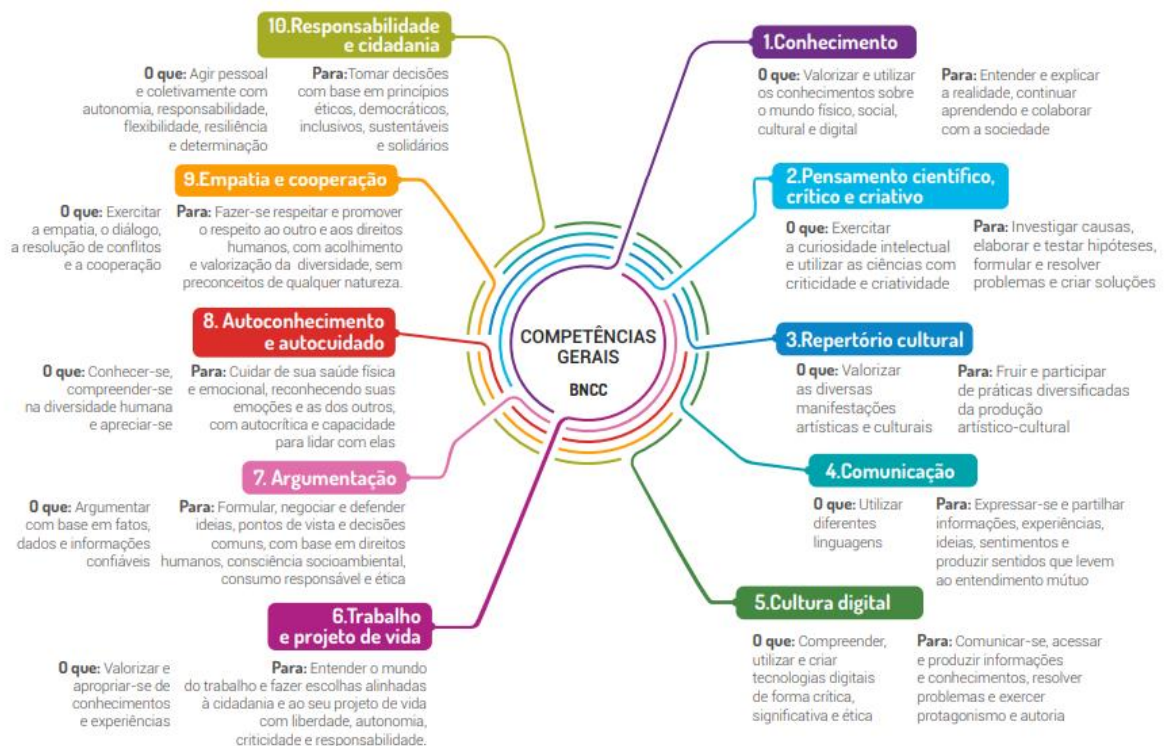 COMPETÊNCIAS
GERAIS
BNCC
1.Conhecimento
O que: Valorizar e utilizar
os conhecimentos sobre
o mundo físico, social,
cultural e digital
Para: Entender e explicar
a realidade, continuar
aprendendo e colaborar
com a sociedade
2.Pensamento científico,
crítico e criativo
O que: Exercitar
a curiosidade intelectual
e utilizar as ciências com
criticidade e criatividade
Para: Investigar causas,
elaborar e testar hipóteses,
formular e resolver
problemas e criar soluções
3.Repertório cultural
O que: Valorizar
as diversas
manifestações
artísticas e culturais
Para: Fruir e participar
de práticas diversificadas
da produção
artístico-cultural
4.Comunicação
O que: Utilizar
diferentes
linguagens
Para: Expressar-se e partilhar
informações, experiências,
ideias, sentimentos e
produzir sentidos que levem
ao entendimento mútuo
5.Cultura digital
O que: Compreender,
utilizar e criar
tecnologias digitais
de forma crítica,
significativa e ética
Para: Comunicar-se, acessar
e produzir informações
e conhecimentos, resolver
problemas e exercer
protagonismo e autoria
6.Trabalho
e projeto de vida
O que: Valorizar e
apropriar-se de
conhecimentos
e experiências
Para: Entender o mundo
do trabalho e fazer escolhas alinhadas
à cidadania e ao seu projeto de vida
com liberdade, autonomia,
criticidade e responsabilidade.
7. Argumentação
O que: Argumentar
com base em fatos,
dados e informações
confiáveis
Para: Formular, negociar e defender
ideias, pontos de vista e decisões
comuns, com base em direitos
humanos, consciência socioambiental,
consumo responsável e ética
8. Autoconhecimento
e autocuidado
O que: Conhecer-se,
compreender-se
na diversidade humana
e apreciar-se
Para: Cuidar de sua saúde física
e emocional, reconhecendo suas
emoções e as dos outros,
com autocrítica e capacidade
para lidar com elas
9.Empatia e cooperação
O que: Exercitar
a empatia, o diálogo,
a resolução de conflitos
e a cooperação
Para: Fazer-se respeitar e promover
o respeito ao outro e aos direitos
humanos, com acolhimento
e valorização da diversidade, sem
preconceitos de qualquer natureza.
10.Responsabilidade
e cidadania
O que: Agir pessoal
e coletivamente com
autonomia, responsabilidade,
flexibilidade, resiliência
e determinação
Para:Tomar decisões
com base em princípios
éticos, democráticos,
inclusivos, sustentáveis
e solidários